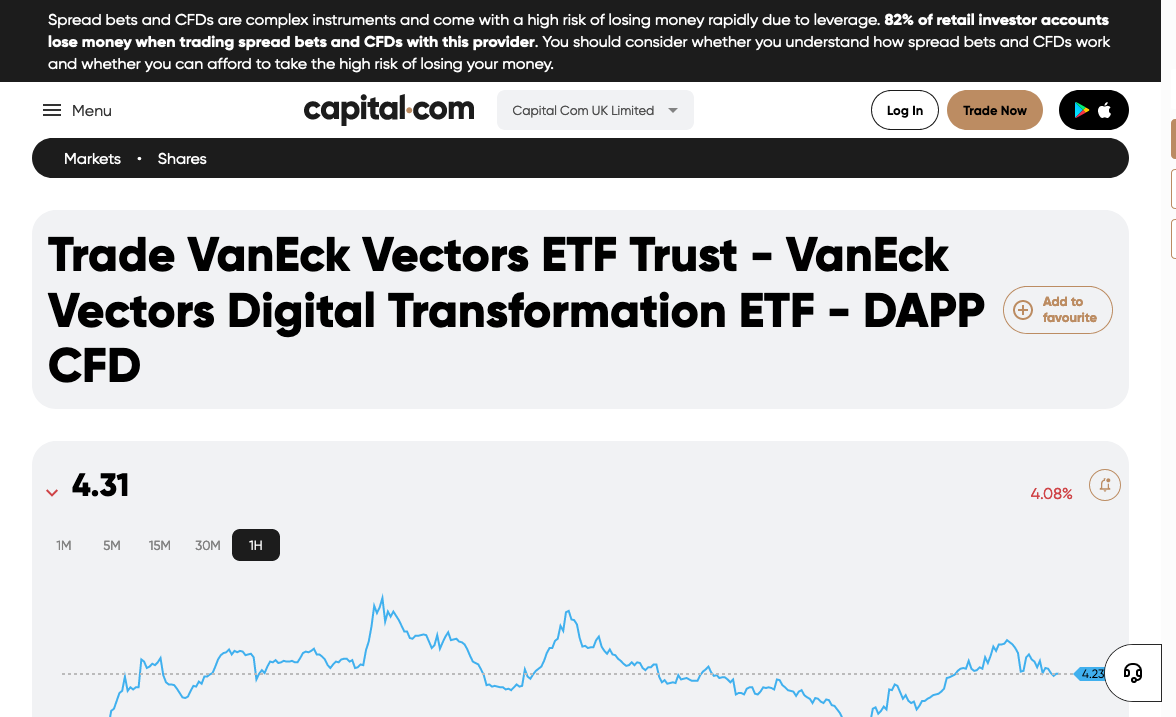 Spread bets and CFDs are complex instruments and come with a high risk of losing money rapidly due to leverage. 82% of retail investor accounts
lose money when trading spread bets and CFDs with this provider. You should consider whether you understand how spread bets and CFDs work
and whether you can afford to take the high risk of losing your money.
Menu
capital.com
Capital Com UK Limited
Log In
Trade Now
Markets • Shares
Trade VanEck Vectors ETF Trust - VanEck
Vectors Digital Transformation ETF - DAPP
CFD
Add to
favourite
4.31
4.08%
1M 5M 15M 30M 1H
4.23